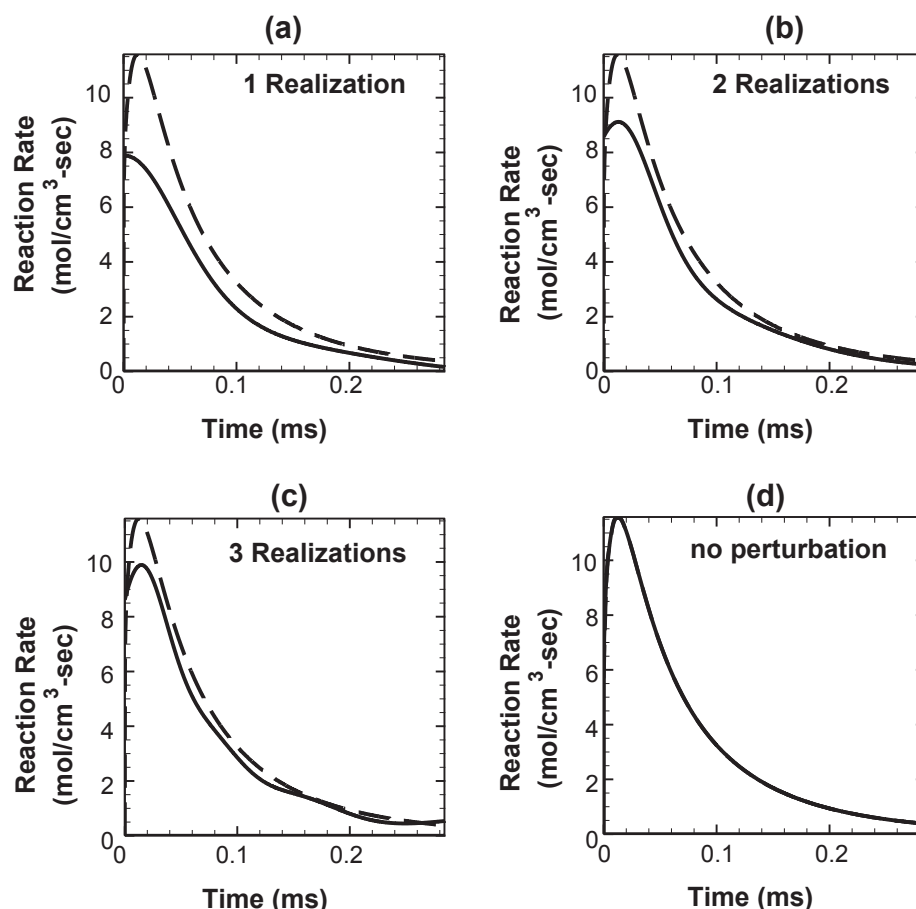 (a)
1 Realization
Reaction Rate
(mol/cm³-sec)
10
8
6
4
2
0
0
0.1
0.2
Time (ms)
(b)
2 Realizations
Reaction Rate
(mol/cm³-sec)
10
8
6
4
2
0
0
0.1
0.2
Time (ms)
(c)
3 Realizations
Reaction Rate
(mol/cm³-sec)
10
8
6
4
2
0
0
0.1
0.2
Time (ms)
(d)
no perturbation
Reaction Rate
(mol/cm³-sec)
10
8
6
4
2
0
0
0.1
0.2
Time (ms)